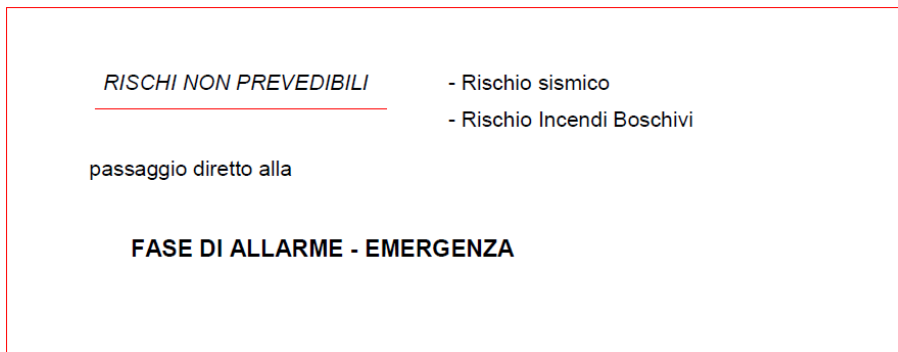 RISCHI NON PREVEDIBILI - Rischio sismico
- Rischio Incendi Boschivi
passaggio diretto alla
FASE DI ALLARME - EMERGENZA